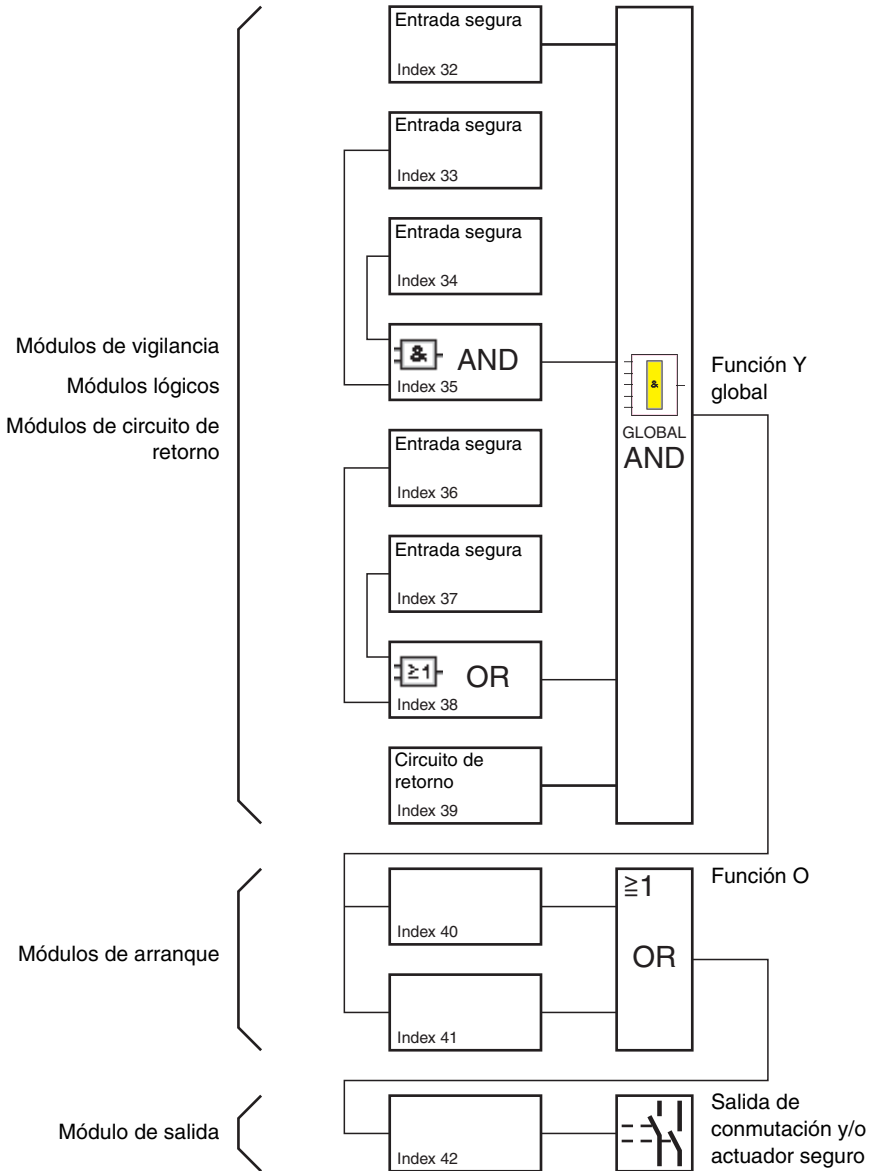 Entrada segura
Index 32
Entrada segura
Index 33
Entrada segura
Index 34
Módulos de vigilancia
Módulos lógicos
Módulos de circuito de
retorno
& AND
Index 35
&
GLOBAL
AND
Función Y
global
Entrada segura
Index 36
Entrada segura
Index 37
≧1 OR
Index 38
Circuito de
retorno
Index 39
Módulos de arranque
Index 40
Index 41
≧1
OR
Función O
Módulo de salida
Index 42
Salida de
conmutación y/o
actuador seguro